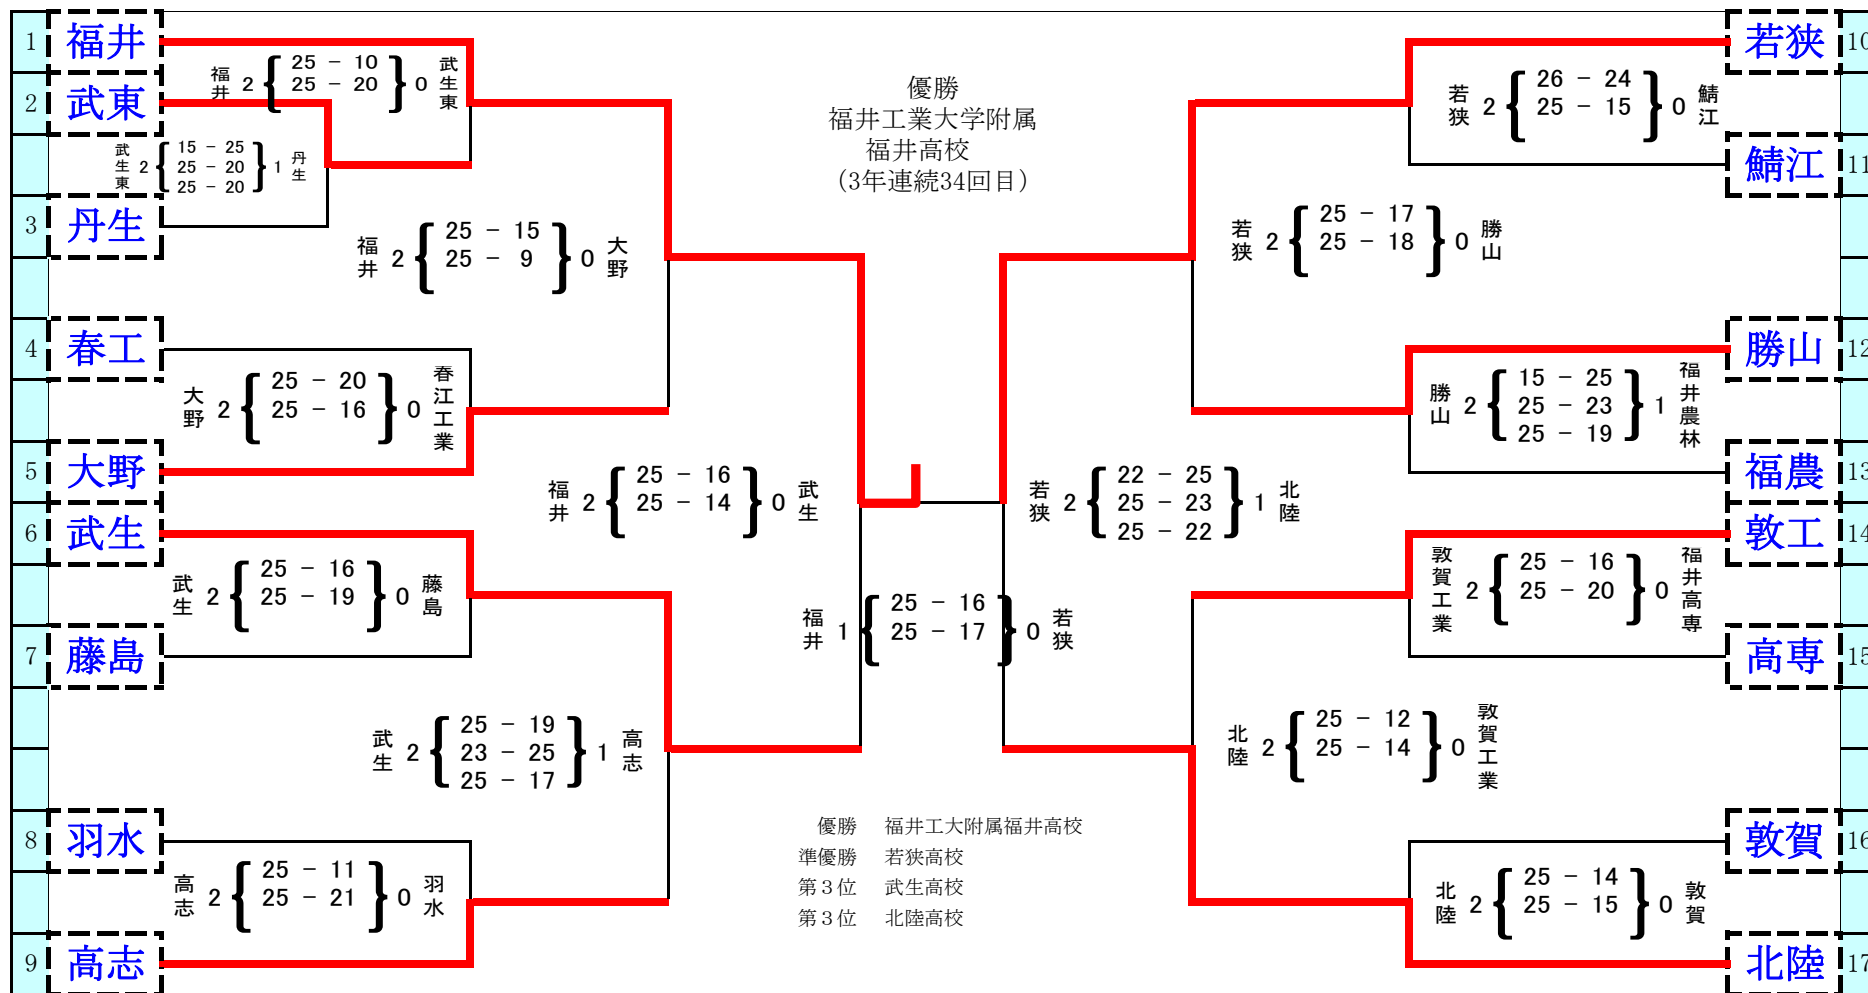 1 福井
2 武東
3 丹生
4 春工
5 大野
6 武生
7 藤島
8 羽水
9 高志
福井 2 { 25 － 10 } 0 武生東
25 － 20
武生東 2 { 15 － 25 } 1 丹生
25 － 20
25 － 20
福井 2 { 25 － 15 } 0 大野
25 － 9
大野 2 { 25 － 20 } 0 春江工業
25 － 16
福井 2 { 25 － 16 } 0 武生
25 － 14
武生 2 { 25 － 16 } 0 藤島
25 － 19
武生 2 { 25 － 19 } 1 高志
23 － 25
25 － 17
高志 2 { 25 － 11 } 0 羽水
25 － 21
優勝
福井工業大学附属
福井高校
（3年連続34回目）
福井 1 { 25 － 16 } 0 若狭
25 － 17
優勝 福井工大附属福井高校
準優勝 若狭高校
第３位 武生高校
第３位 北陸高校
若狭 2 { 26 － 24 } 0 鯖江
25 － 15
若狭 2 { 25 － 17 } 0 勝山
25 － 18
勝山 2 { 15 － 25 } 1 福井農林
25 － 23
25 － 19
若狭 2 { 22 － 25 } 1 北陸
25 － 23
25 － 22
敦賀工業 2 { 25 － 16 } 0 福井高専
25 － 20
北陸 2 { 25 － 12 } 0 敦賀工業
25 － 14
北陸 2 { 25 － 14 } 0 敦賀
25 － 15
若狭 10
鯖江 11
勝山 12
福農 13
敦工 14
高専 15
敦賀 16
北陸 17